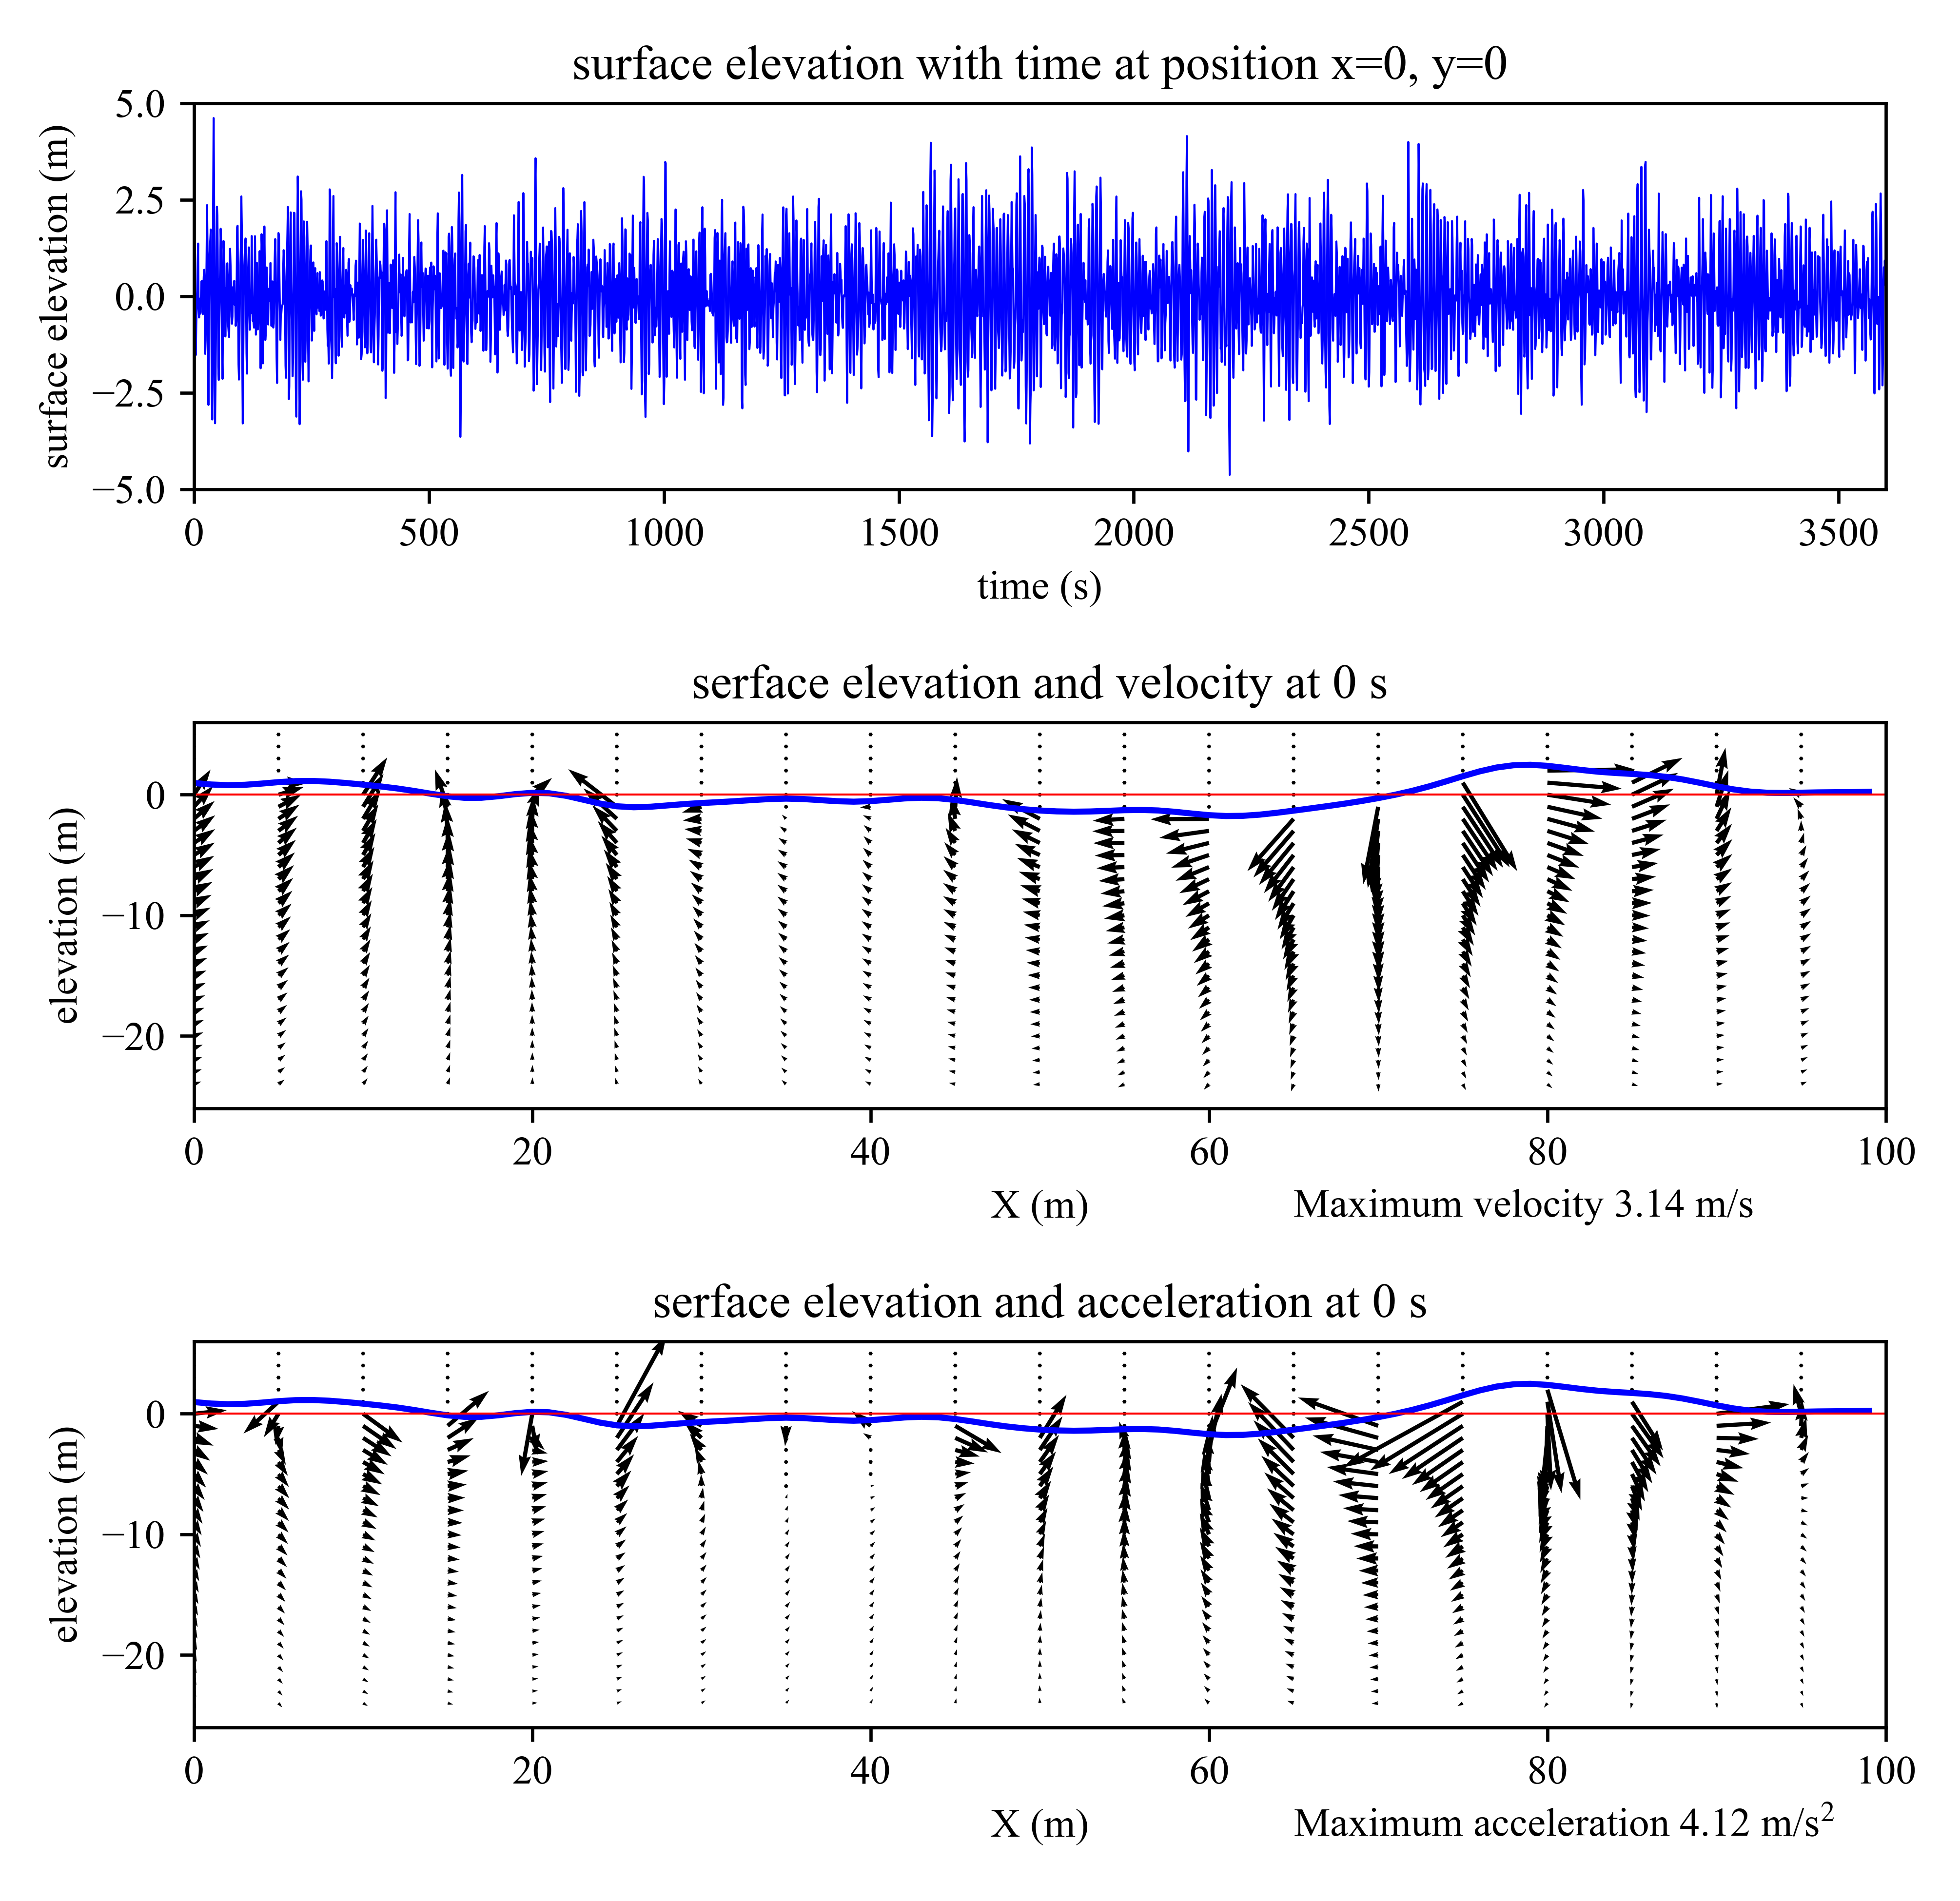 surface elevation with time at position x=0, y=0
surface elevation (m)
5.0
2.5
0.0
−2.5
−5.0
0 500 1000 1500 2000 2500 3000 3500
time (s)
serface elevation and velocity at 0 s
elevation (m)
0
−10
−20
0 20 40 60 80 100
X (m) Maximum velocity 3.14 m/s
serface elevation and acceleration at 0 s
elevation (m)
0
−10
−20
0 20 40 60 80 100
X (m) Maximum acceleration 4.12 m/s²